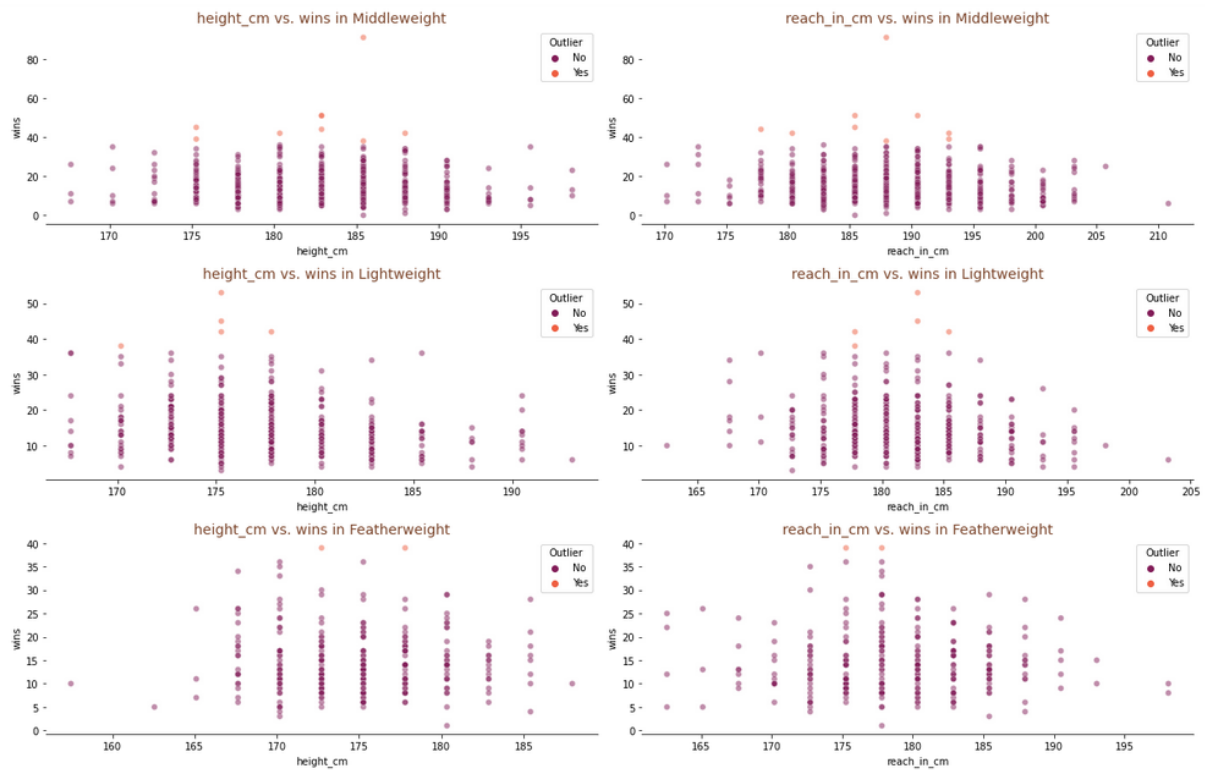 height_cm vs. wins in Middleweight
Outlier
No
Yes
wins
80
60
40
20
0
170 175 180 185 190 195
height_cm
reach_in_cm vs. wins in Middleweight
Outlier
No
Yes
wins
80
60
40
20
0
170 175 180 185 190 195 200 205 210
reach_in_cm
height_cm vs. wins in Lightweight
Outlier
No
Yes
wins
50
40
30
20
10
170 175 180 185 190
height_cm
reach_in_cm vs. wins in Lightweight
Outlier
No
Yes
wins
50
40
30
20
10
165 170 175 180 185 190 195 200 205
reach_in_cm
height_cm vs. wins in Featherweight
Outlier
No
Yes
wins
40
35
30
25
20
15
10
5
0
160 165 170 175 180 185
height_cm
reach_in_cm vs. wins in Featherweight
Outlier
No
Yes
wins
40
35
30
25
20
15
10
5
0
165 170 175 180 185 190 195
reach_in_cm